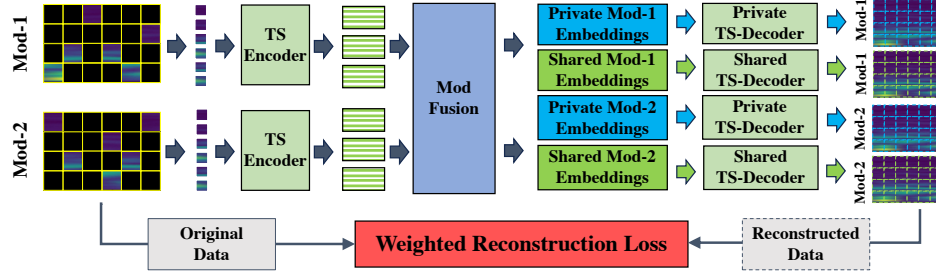 Mod-1
TS
Encoder
Mod-2
TS
Encoder
Mod
Fusion
Private Mod-1
Embeddings
Shared Mod-1
Embeddings
Private Mod-2
Embeddings
Shared Mod-2
Embeddings
Private
TS-Decoder
Shared
TS-Decoder
Private
TS-Decoder
Shared
TS-Decoder
Mod-1
Mod-1
Mod-2
Mod-2
Original
Data
Weighted Reconstruction Loss
Reconstructed
Data